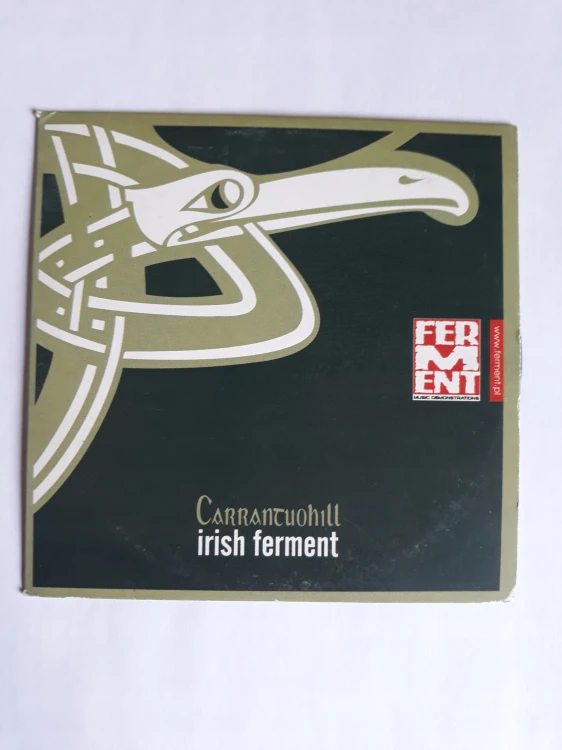 FER
M
ENT
MUSIC DEMONSTRATIONS
www.ferment.pl
Carrantuohill
irish ferment